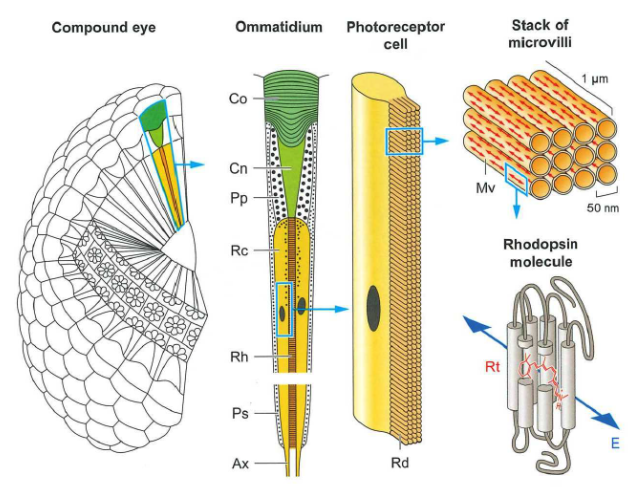 Compound eye
Ommatidium
Photoreceptor
cell
Stack of
microvilli
Co
Cn
Pp
Rc
Rh
Ps
Ax
Rd
1 µm
Mv
50 nm
Rhodopsin
molecule
Rt
E